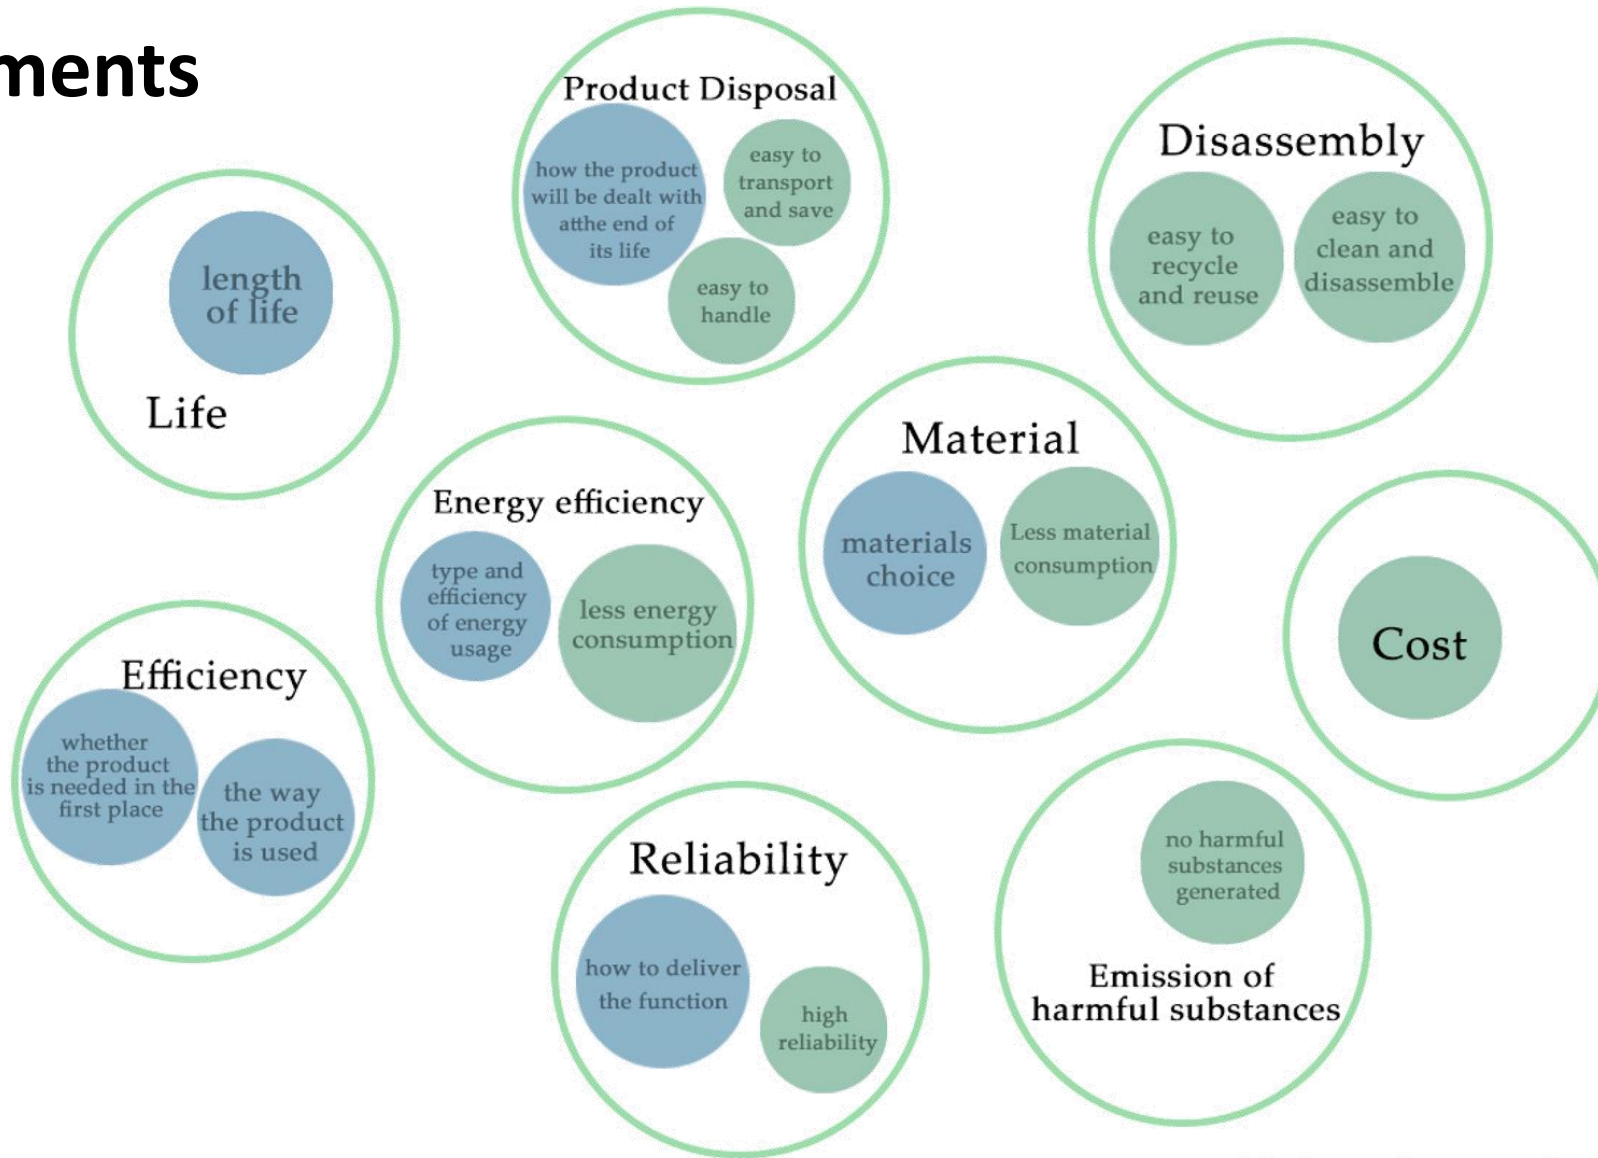 ments
Product Disposal
how the product
will be dealt with
atthe end of
its life
easy to
transport
and save
easy to
handle
Disassembly
easy to
recycle
and reuse
easy to
clean and
disassemble
length
of life
Life
Energy efficiency
type and
efficiency
of energy
usage
less energy
consumption
Material
materials
choice
Less material
consumption
Cost
Efficiency
whether
the product
is needed in the
first place
the way
the product
is used
Reliability
how to deliver
the function
high
reliability
no harmful
substances
generated
Emission of
harmful substances